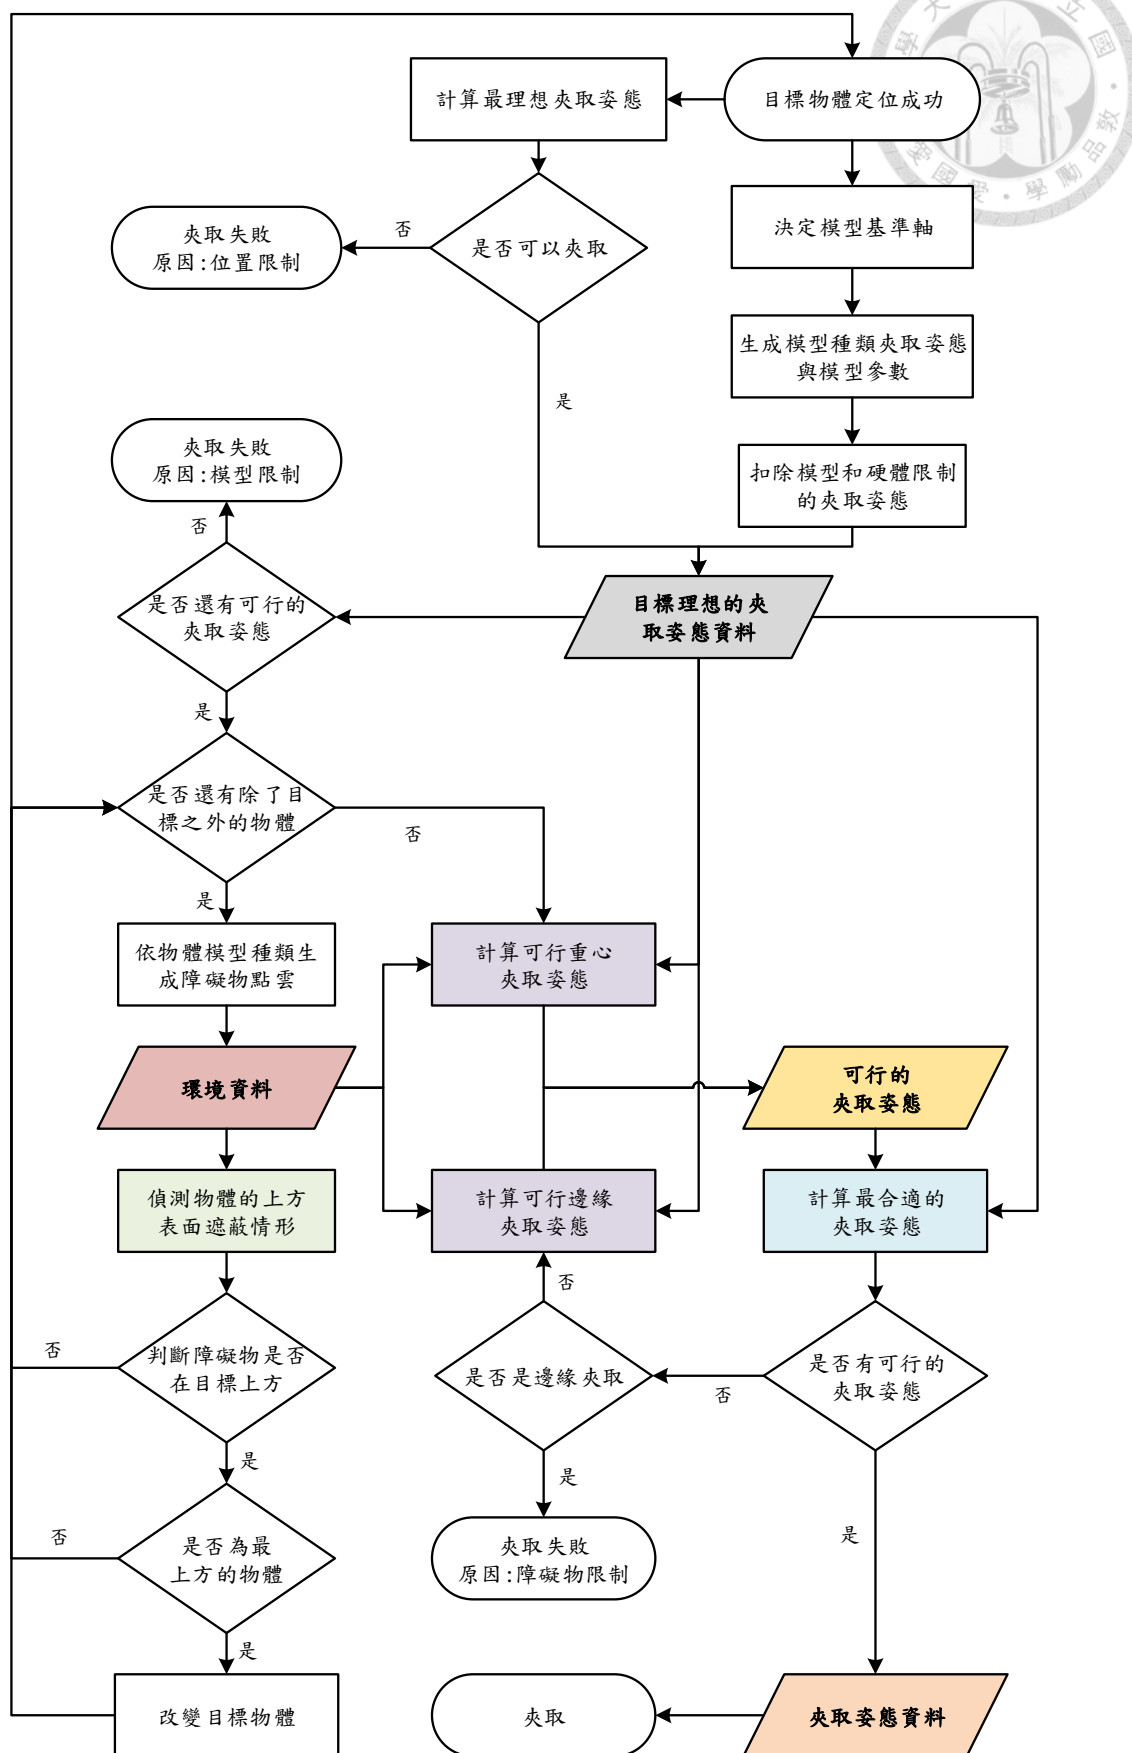 計算最理想夾取姿態
目標物體定位成功
夾取失敗
原因:位置限制
否
是否可以夾取
決定模型基準軸
生成模型種類夾取姿態
與模型參數
是
夾取失敗
原因:模型限制
扣除模型和硬體限制
的夾取姿態
否
是否還有可行的
夾取姿態
目標理想的夾
取姿態資料
是
是否還有除了目
標之外的物體
否
是
依物體模型種類生
成障礙物點雲
計算可行重心
夾取姿態
環境資料
可行的
夾取姿態
偵測物體的上方
表面遮蔽情形
計算可行邊緣
夾取姿態
計算最合適的
夾取姿態
否
否
判斷障礙物是否
在目標上方
是否是邊緣夾取
否
是否有可行的
夾取姿態
是
是
否
是否為最
上方的物體
夾取失敗
原因:障礙物限制
是
是
改變目標物體
夾取
夾取姿態資料